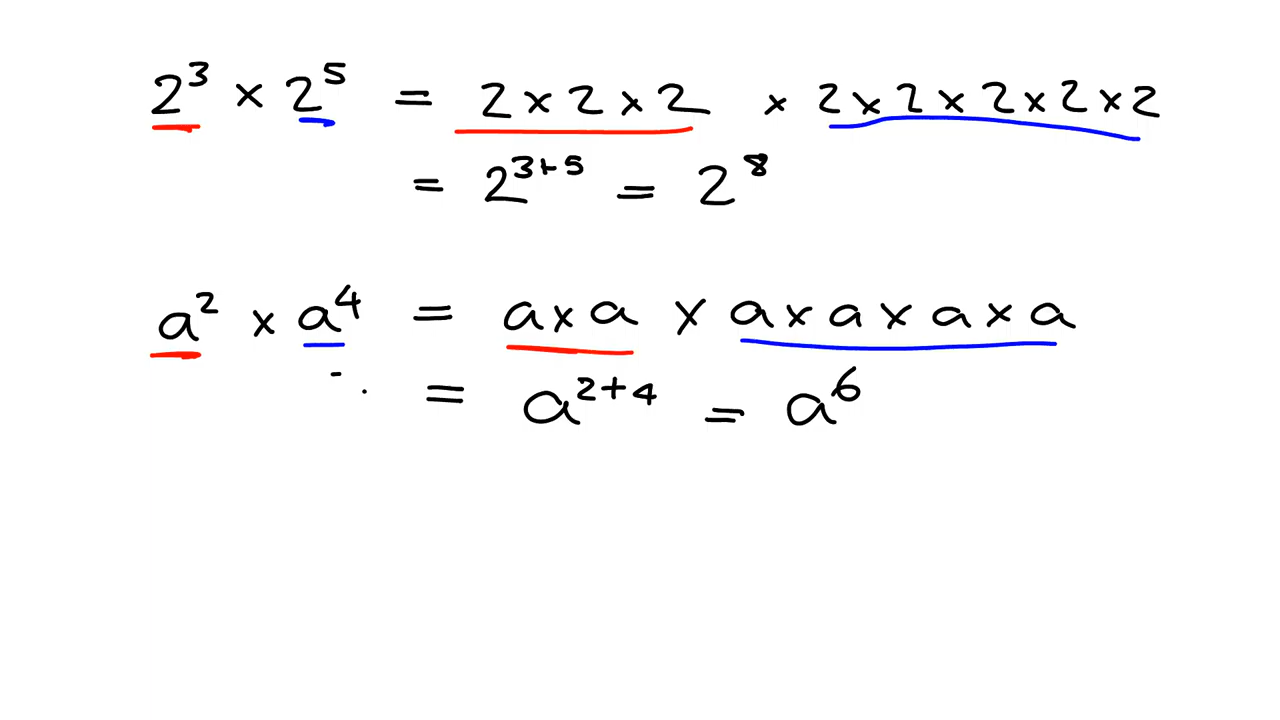 2³ × 2⁵ = 2 × 2 × 2 × 2 × 2 × 2 × 2 × 2
= 2³⁺⁵ = 2⁸
a² × a⁴ = a × a × a × a × a × a
= a²⁺⁴ = a⁶